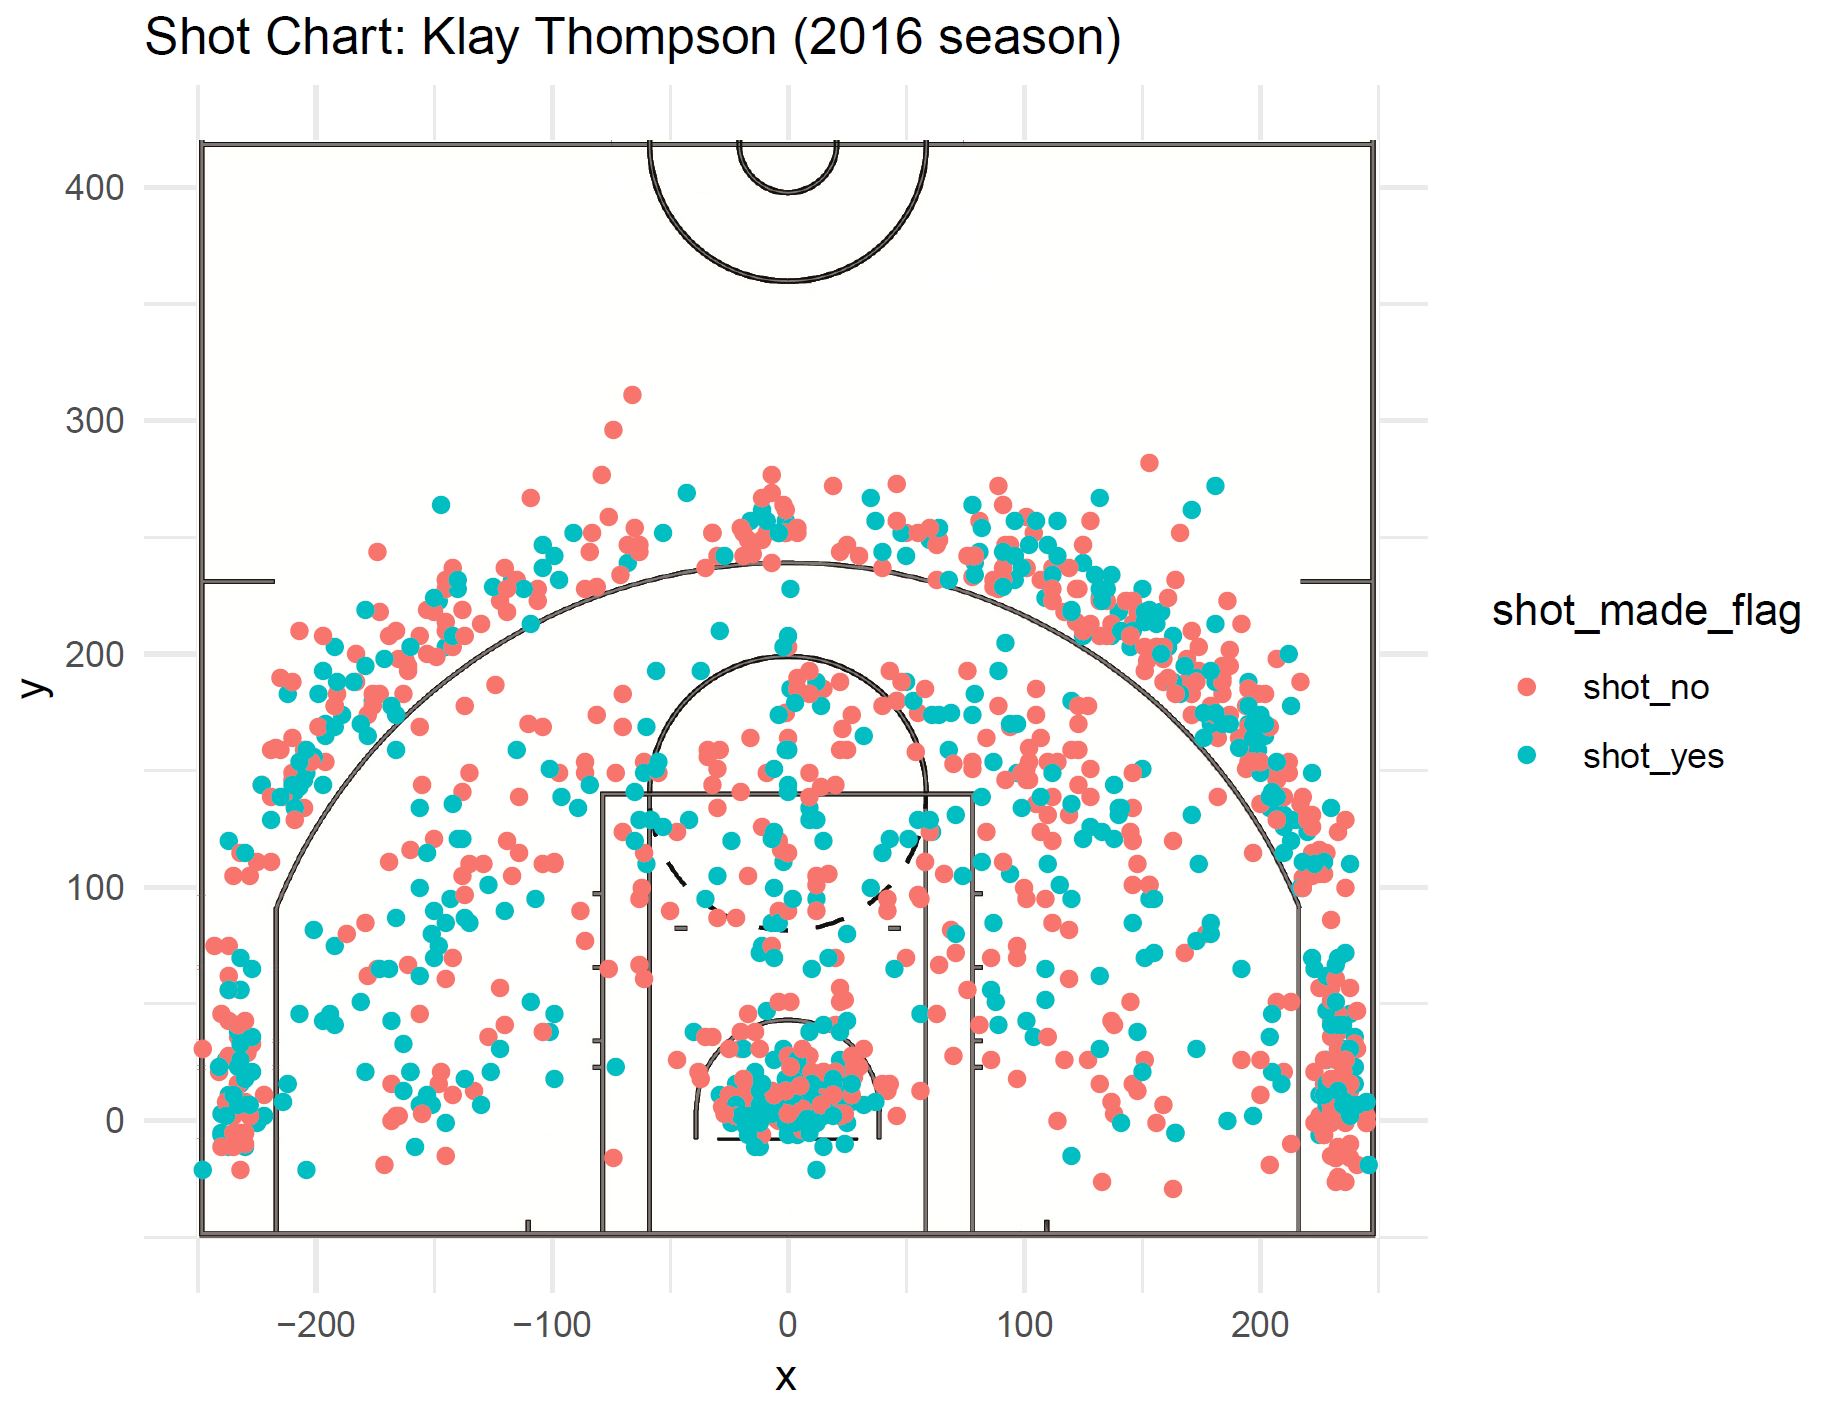 Shot Chart: Klay Thompson (2016 season)
400
300
200
100
0
y
−200 −100 0 100 200
x
shot_made_flag
shot_no
shot_yes